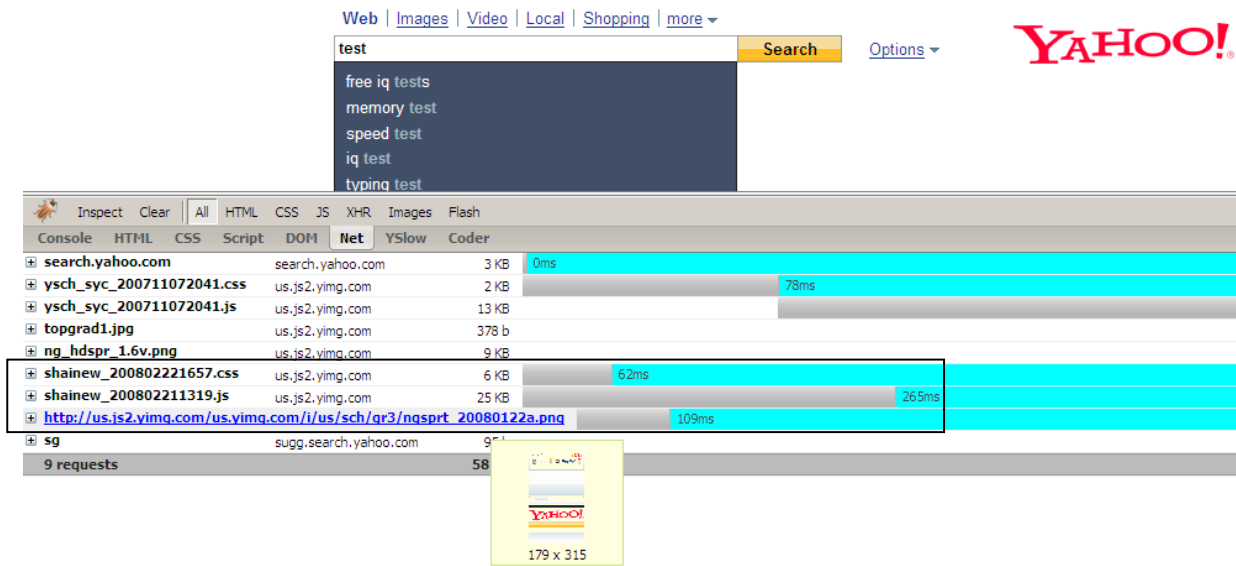 Web | Images | Video | Local | Shopping | more
test Search Options YAHOO!
free iq tests
memory test
speed test
iq test
typing test
Inspect Clear All HTML CSS JS XHR Images Flash
Console HTML CSS Script DOM Net YSlow Coder
search.yahoo.com search.yahoo.com 3 KB 0ms
ysch_syc_200711072041.css us.js2.yimg.com 2 KB 78ms
ysch_syc_200711072041.js us.js2.yimg.com 13 KB
topgrad1.jpg us.js2.yimg.com 378 b
ng_hdspr_1.6v.png us.js2.yimg.com 9 KB
shainew_200802221657.css us.js2.yimg.com 6 KB 62ms
shainew_200802211319.js us.js2.yimg.com 25 KB 265ms
http://us.js2.yimg.com/us.yimg.com/i/us/sch/gr3/ngsprt_20080122a.png 109ms
sg sugg.search.yahoo.com
9 requests 58
YAHOO!
179 x 315